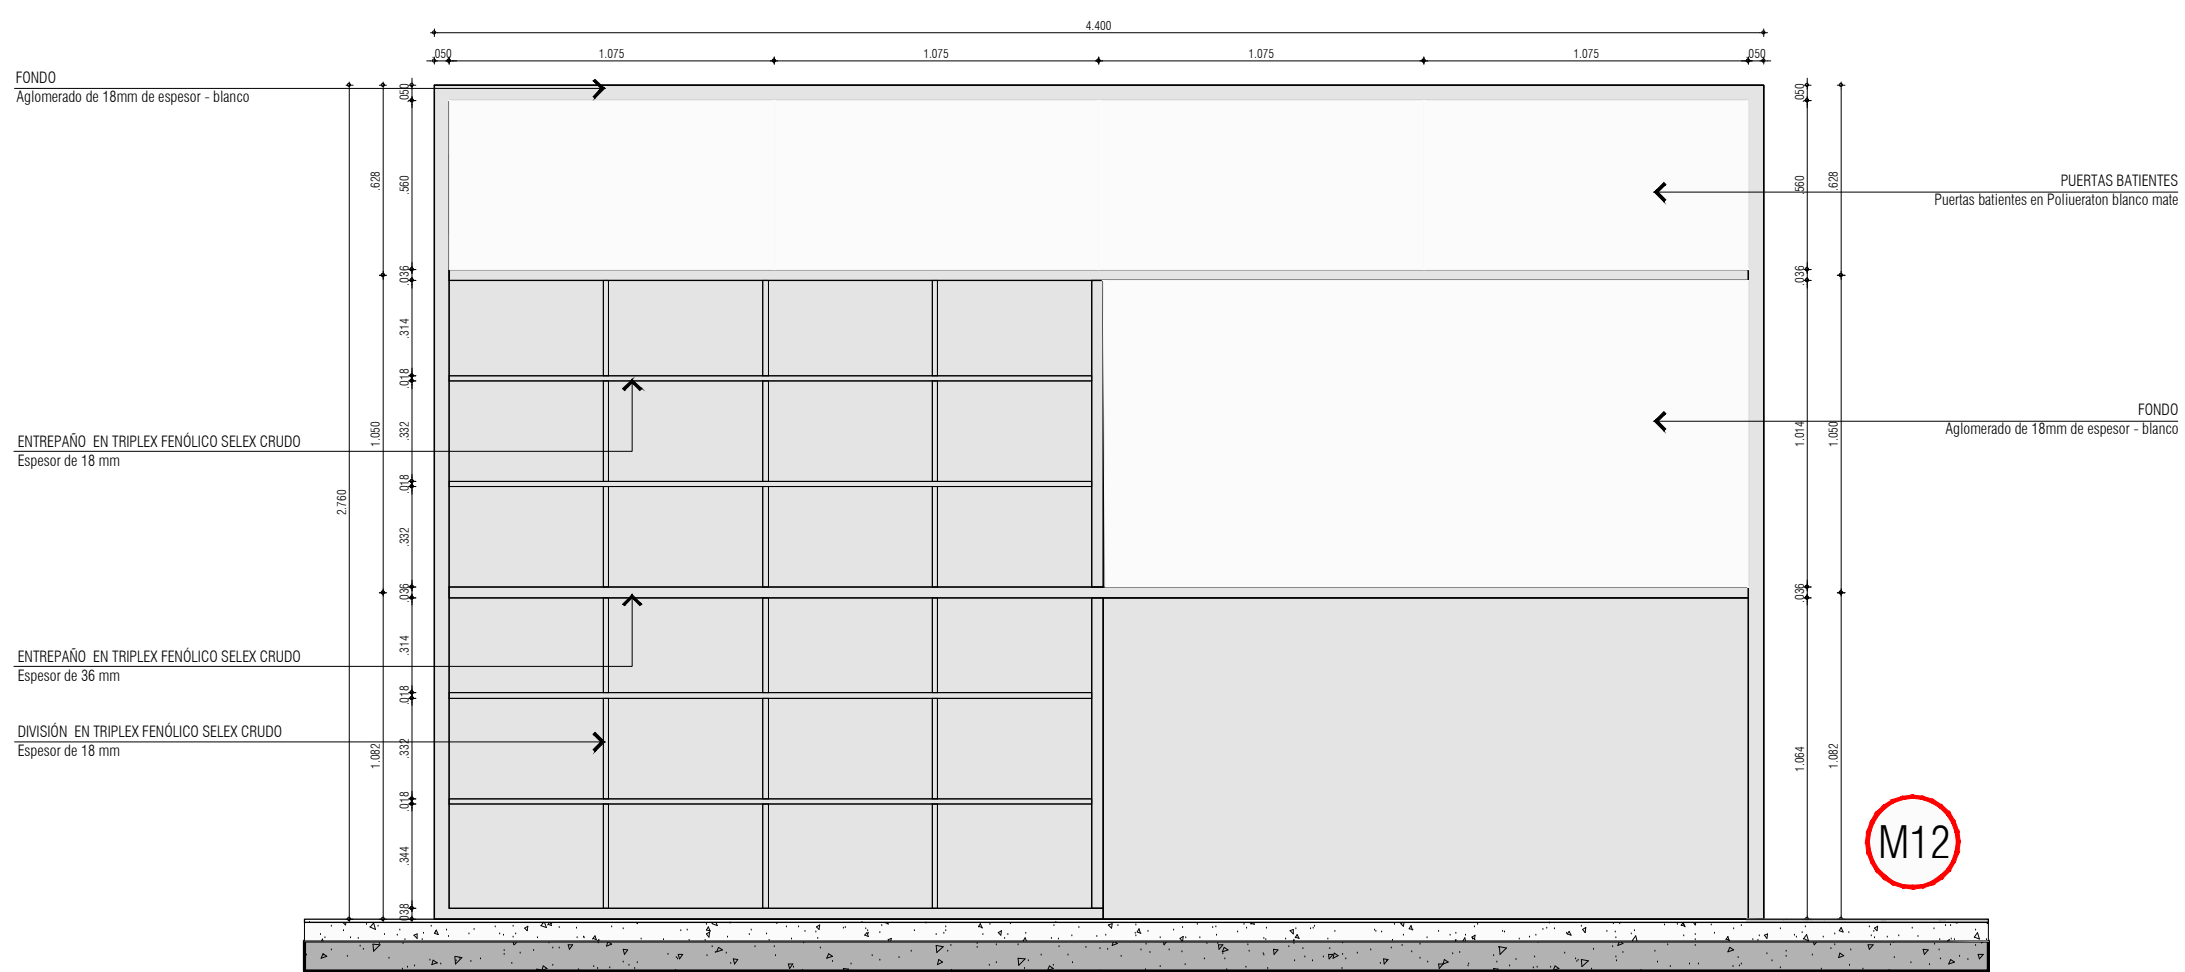 4.400
.050 1.075 1.075 1.075 1.075 .050
FONDO
Aglomerado de 18mm de espesor - blanco
.050
.628
.560
.036
.314
.018
1.050
.332
.018
2.760
.332
.036
.314
.018
1.082
.332
.018
.344
.038
ENTREPAÑO EN TRIPLEX FENÓLICO SELEX CRUDO
Espesor de 18 mm
ENTREPAÑO EN TRIPLEX FENÓLICO SELEX CRUDO
Espesor de 36 mm
DIVISIÓN EN TRIPLEX FENÓLICO SELEX CRUDO
Espesor de 18 mm
.050
.560
.628
.036
1.014
1.050
.036
1.064
1.082
PUERTAS BATIENTES
Puertas batientes en Poliueraton blanco mate
FONDO
Aglomerado de 18mm de espesor - blanco
M12